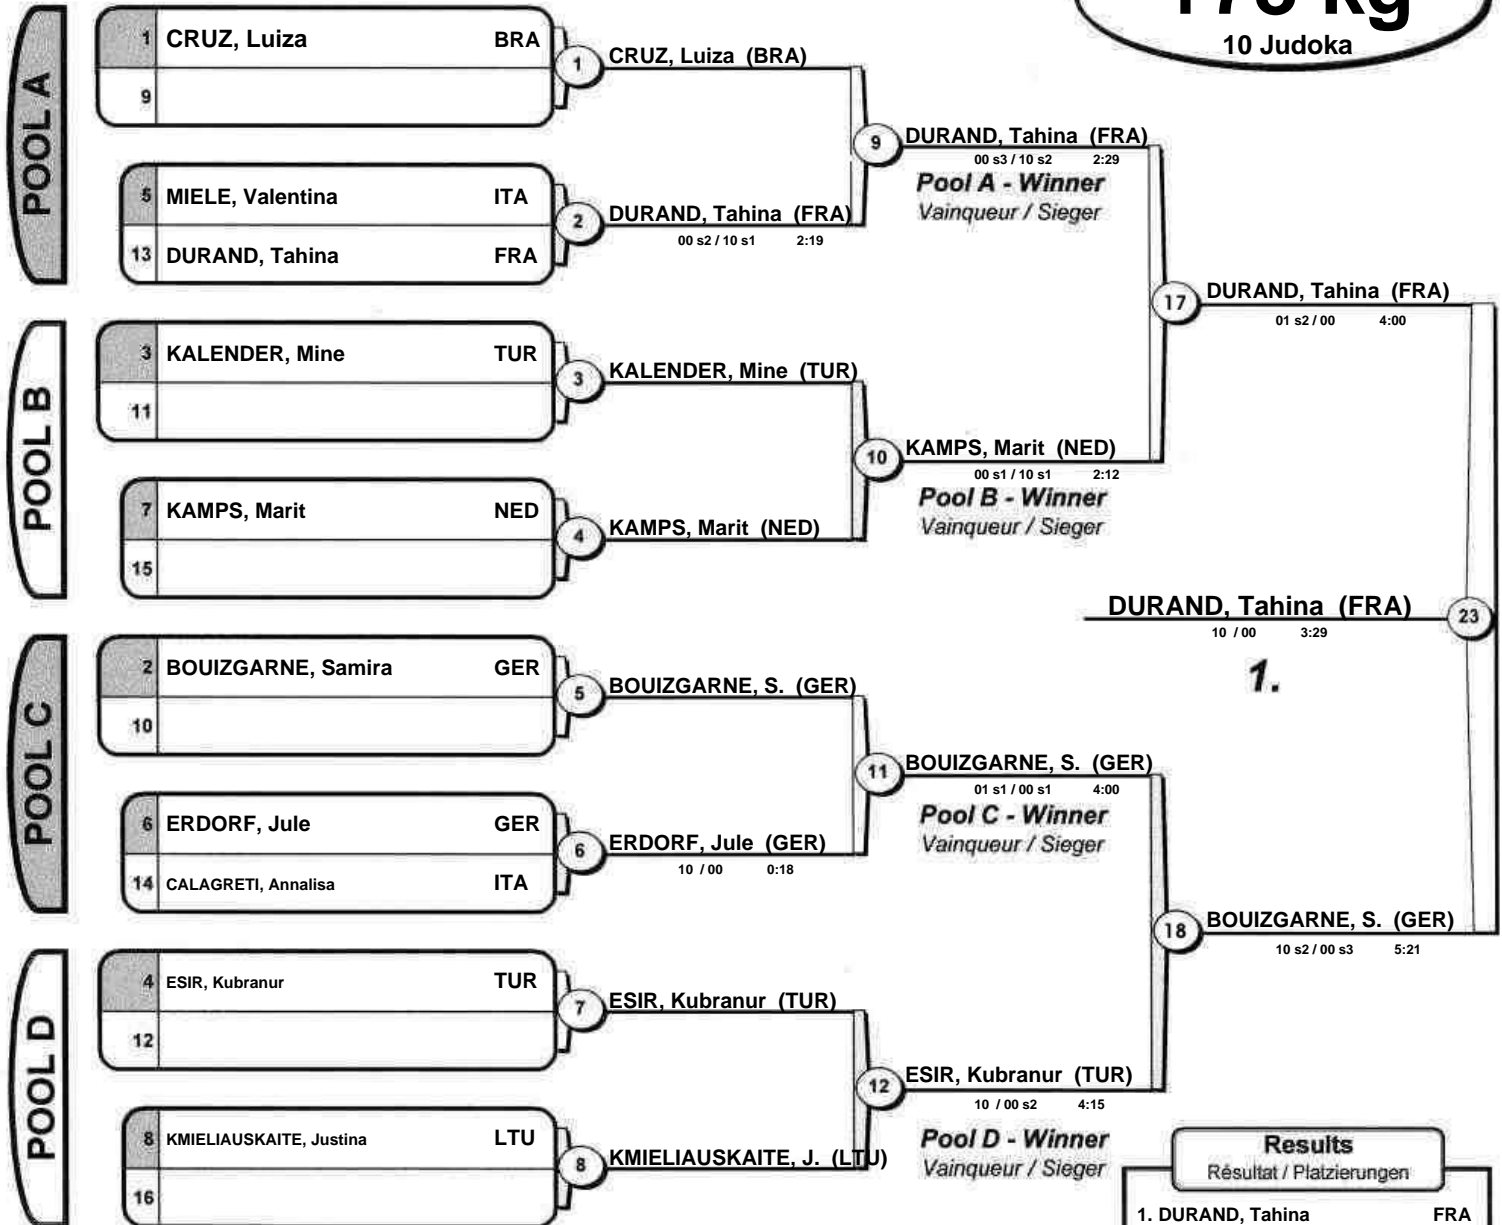 +78 kg
10 Judoka
POOL A
1 CRUZ, Luiza BRA
9
1
CRUZ, Luiza (BRA)
5 MIELE, Valentina ITA
13 DURAND, Tahina FRA
2
DURAND, Tahina (FRA)
00 s2 / 10 s1 2:19
9
DURAND, Tahina (FRA)
00 s3 / 10 s2 2:29
Pool A - Winner
Vainqueur / Sieger
POOL B
3 KALENDER, Mine TUR
11
3
KALENDER, Mine (TUR)
7 KAMPS, Marit NED
15
4
KAMPS, Marit (NED)
10
KAMPS, Marit (NED)
00 s1 / 10 s1 2:12
Pool B - Winner
Vainqueur / Sieger
17
DURAND, Tahina (FRA)
01 s2 / 00 4:00
POOL C
2 BOUIZGARNE, Samira GER
10
5
BOUIZGARNE, S. (GER)
6 ERDORF, Jule GER
14 CALAGRETI, Annalisa ITA
6
ERDORF, Jule (GER)
10 / 00 0:18
11
BOUIZGARNE, S. (GER)
01 s1 / 00 s1 4:00
Pool C - Winner
Vainqueur / Sieger
POOL D
4 ESIR, Kubranur TUR
12
7
ESIR, Kubranur (TUR)
8 KMIELIAUSKAITE, Justina LTU
16
8
KMIELIAUSKAITE, J. (LTU)
12
ESIR, Kubranur (TUR)
10 / 00 s2 4:15
Pool D - Winner
Vainqueur / Sieger
18
BOUIZGARNE, S. (GER)
10 s2 / 00 s3 5:21
DURAND, Tahina (FRA)
23
10 / 00 3:29
1.
Results
Résultat / Platzierungen
1. DURAND, Tahina FRA